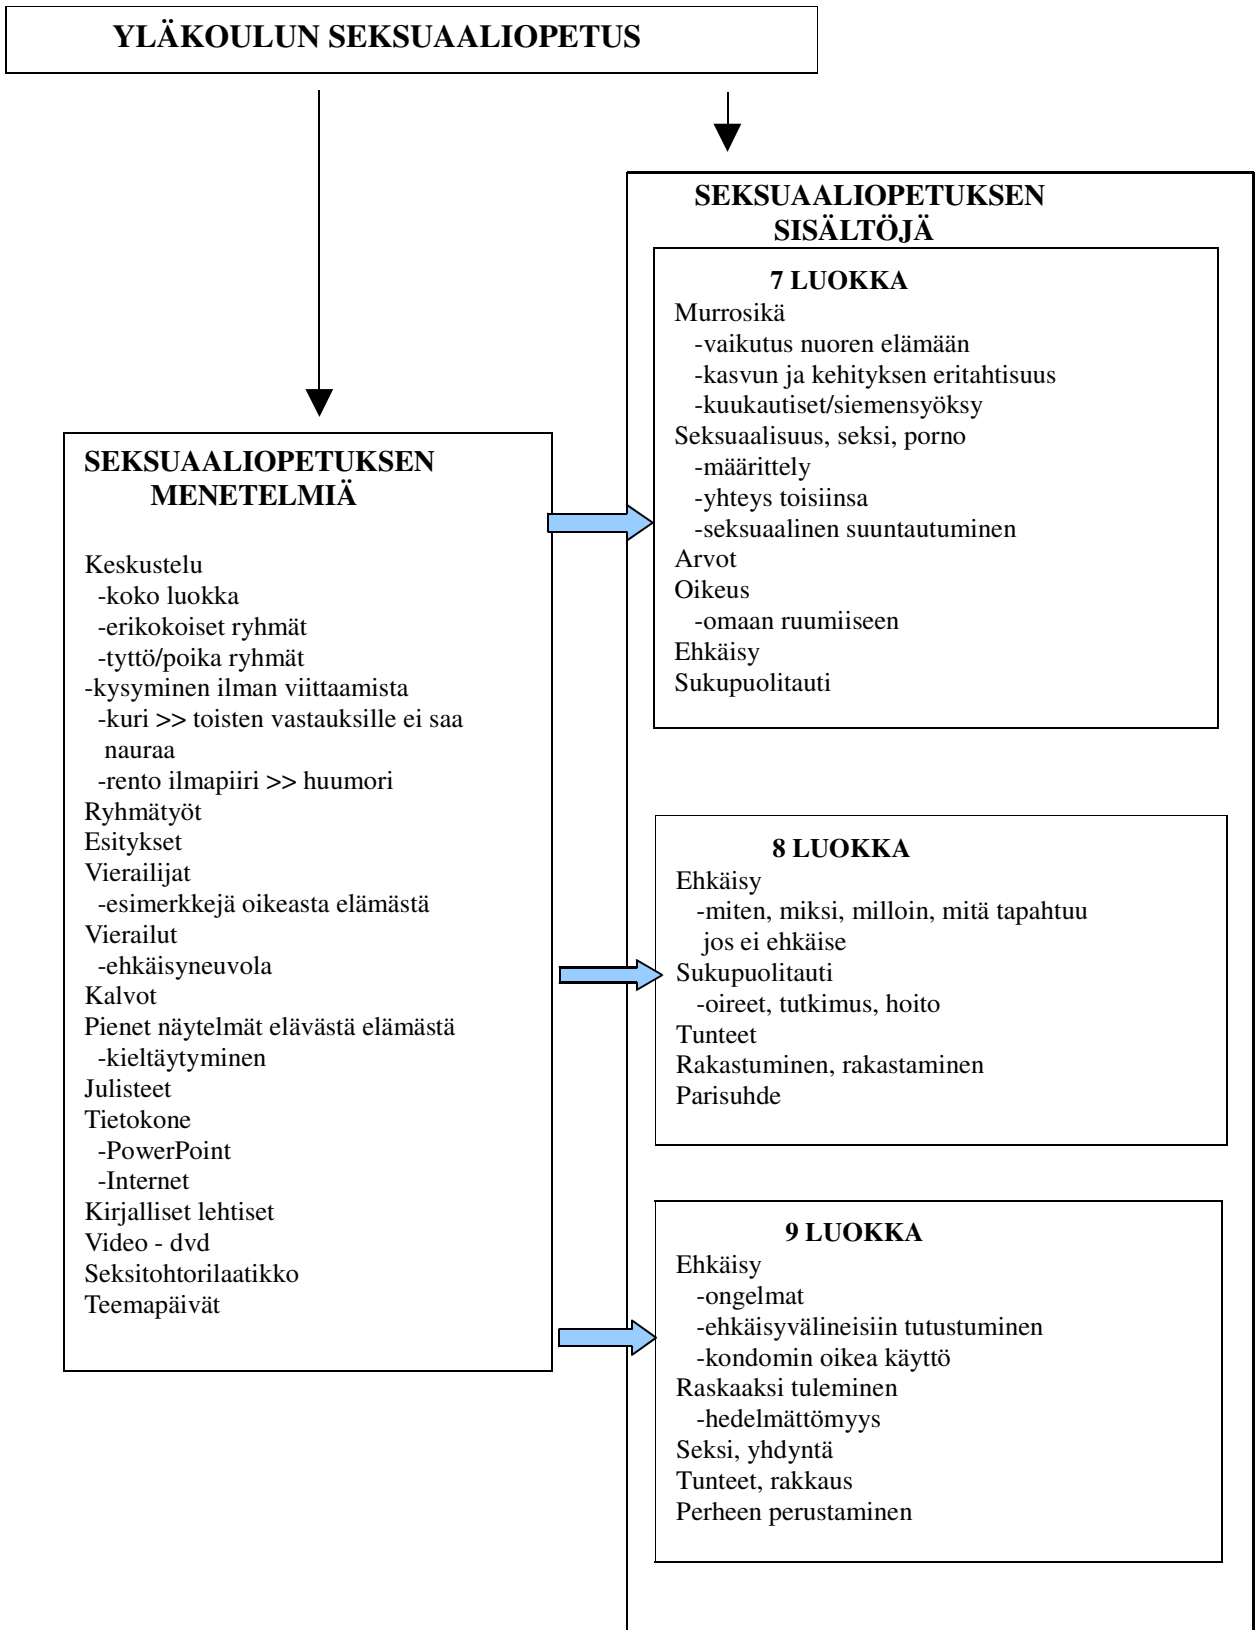 YLÄKOULUN SEKSUAALIOPETUS
SEKSUAALIOPETUKSEN
MENETELMIÄ
Keskustelu
-koko luokka
-erikokoiset ryhmät
-tyttö/poika ryhmät
-kysyminen ilman viittaamista
-kuri >> toisten vastauksille ei saa
nauraa
-rento ilmapiiri >> huumori
Ryhmätyöt
Esitykset
Vierailijat
-esimerkkejä oikeasta elämästä
Vierailut
-ehkäisyneuvola
Kalvot
Pienet näytelmät elävästä elämästä
-kieltäytyminen
Julisteet
Tietokone
-PowerPoint
-Internet
Kirjalliset lehtiset
Video - dvd
Seksitohtorilaatikko
Teemapäivät
SEKSUAALIOPETUKSEN
SISÄLTÖJÄ
7 LUOKKA
Murrosikä
-vaikutus nuoren elämään
-kasvun ja kehityksen eritahtisuus
-kuukautiset/siemensyöksy
Seksuaalisuus, seksi, porno
-määrittely
-yhteys toisiinsa
-seksuaalinen suuntautuminen
Arvot
Oikeus
-omaan ruumiiseen
Ehkäisy
Sukupuolitauti
8 LUOKKA
Ehkäisy
-miten, miksi, milloin, mitä tapahtuu
jos ei ehkäise
Sukupuolitauti
-oireet, tutkimus, hoito
Tunteet
Rakastuminen, rakastaminen
Parisuhde
9 LUOKKA
Ehkäisy
-ongelmat
-ehkäisyvälineisiin tutustuminen
-kondomin oikea käyttö
Raskaaksi tuleminen
-hedelmättömyys
Seksi, yhdyntä
Tunteet, rakkaus
Perheen perustaminen